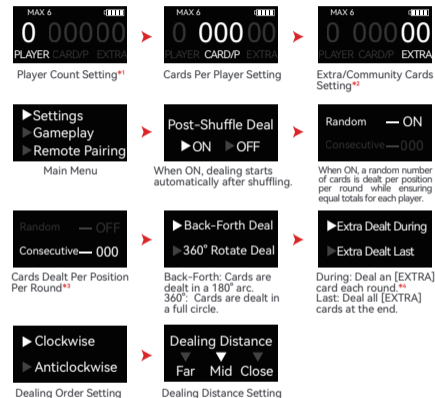 MAX 6
0 000 00
PLAYER CARD/P EXTRA
Player Count Setting*1
MAX 6
0 000 00
PLAYER CARD/P EXTRA
Cards Per Player Setting
MAX 6
0 000 00
PLAYER CARD/P EXTRA
Extra/Community Cards
Setting*2
▶Settings
▶Gameplay
▶Remote Pairing
Main Menu
Post-Shuffle Deal
▶ON ▶OFF
When ON, dealing starts
automatically after shuffling.
Random — ON
Consecutive—000
When ON, a random number
of cards is dealt per position
per round while ensuring
equal totals for each player.
Random — OFF
Consecutive— 000
Cards Dealt Per Position
Per Round*3
▶Back-Forth Deal
▶360° Rotate Deal
Back-Forth: Cards are
dealt in a 180° arc.
360°: Cards are dealt in
a full circle.
▶Extra Dealt During
▶Extra Dealt Last
During: Deal an [EXTRA]
card each round.*4
Last: Deal all [EXTRA]
cards at the end.
▶ Clockwise
▶ Anticlockwise
Dealing Order Setting
Dealing Distance
Far Mid Close
Dealing Distance Setting